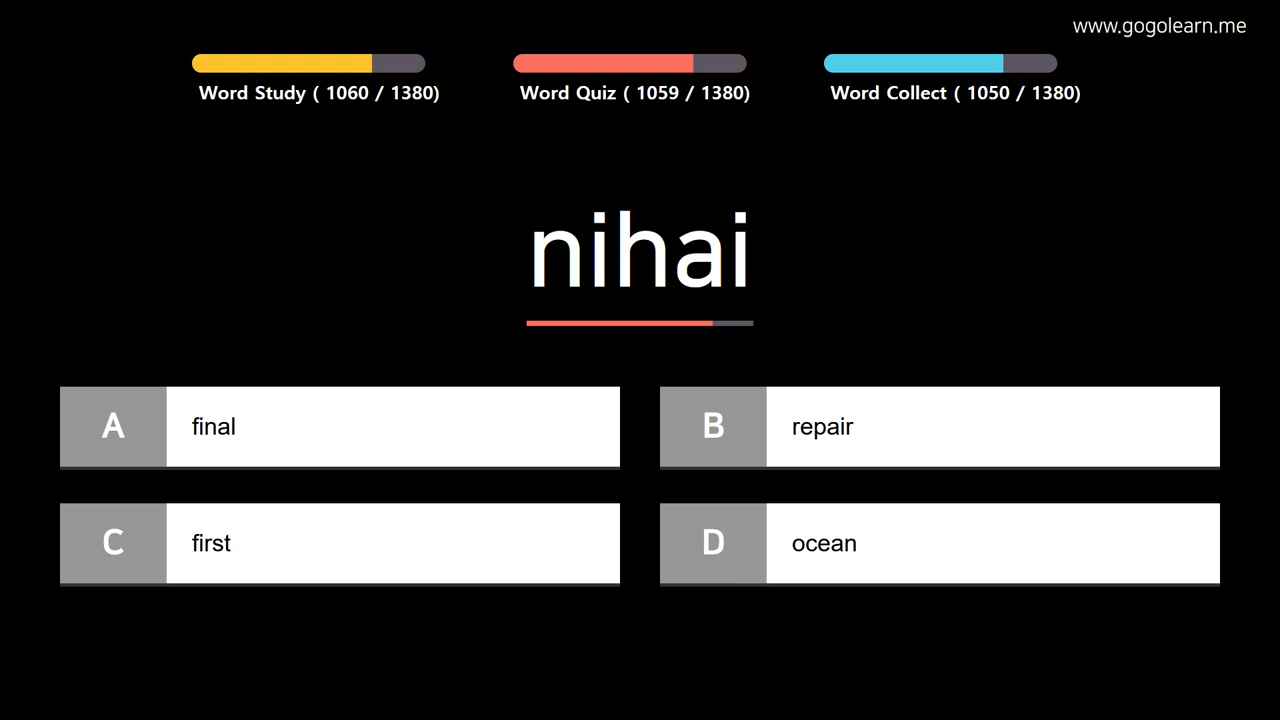 www.gogolearn.me
Word Study ( 1060 / 1380)
Word Quiz ( 1059 / 1380)
Word Collect ( 1050 / 1380)
nihai
A final
B repair
C first
D ocean